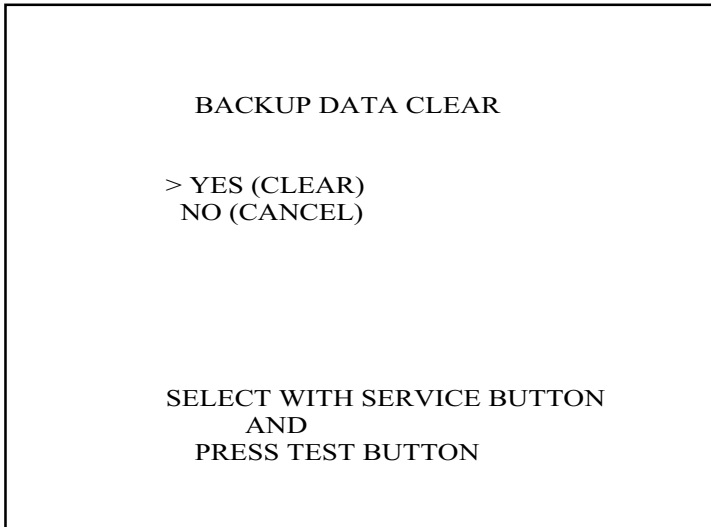 BACKUP DATA CLEAR
> YES (CLEAR)
NO (CANCEL)
SELECT WITH SERVICE BUTTON
AND
PRESS TEST BUTTON